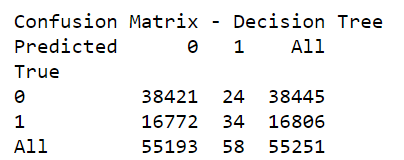 Confusion Matrix - Decision Tree
Predicted 0 1 All
True
0 38421 24 38445
1 16772 34 16806
All 55193 58 55251